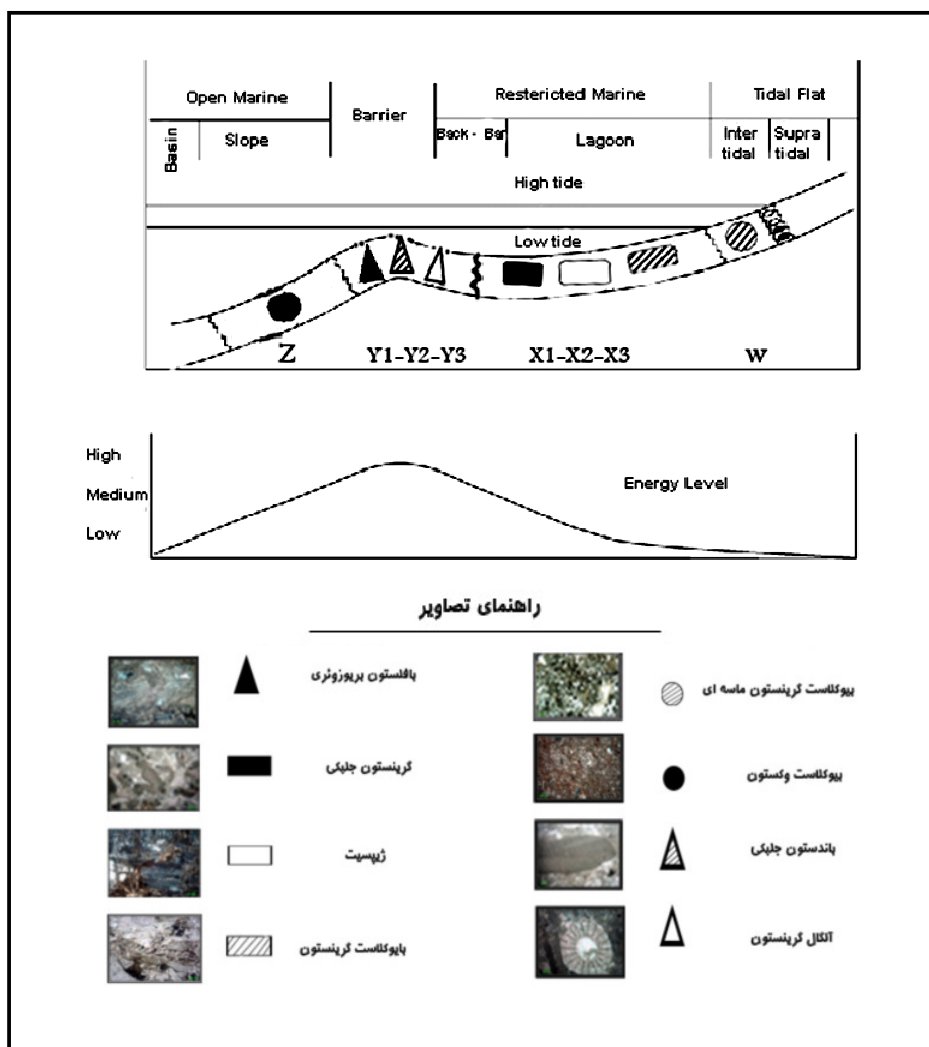 Open Marine
Barrier
Restericted Marine
Tidal Flat
Basin
Slope
Back - Bar
Lagoon
Inter tidal
Supra tidal
High tide
Low tide
Z
Y1-Y2-Y3
X1-X2-X3
W
High
Medium
Low
Energy Level
راهنمای تصاویر
بافلستون بریوزوئری
بیوکلاست گرینستون ماسه ای
گرینستون جلبکی
بیوکلاست وکستون
ژیپسیت
باندستون جلبکی
بایوکلاست گرینستون
آلگال گرینستون